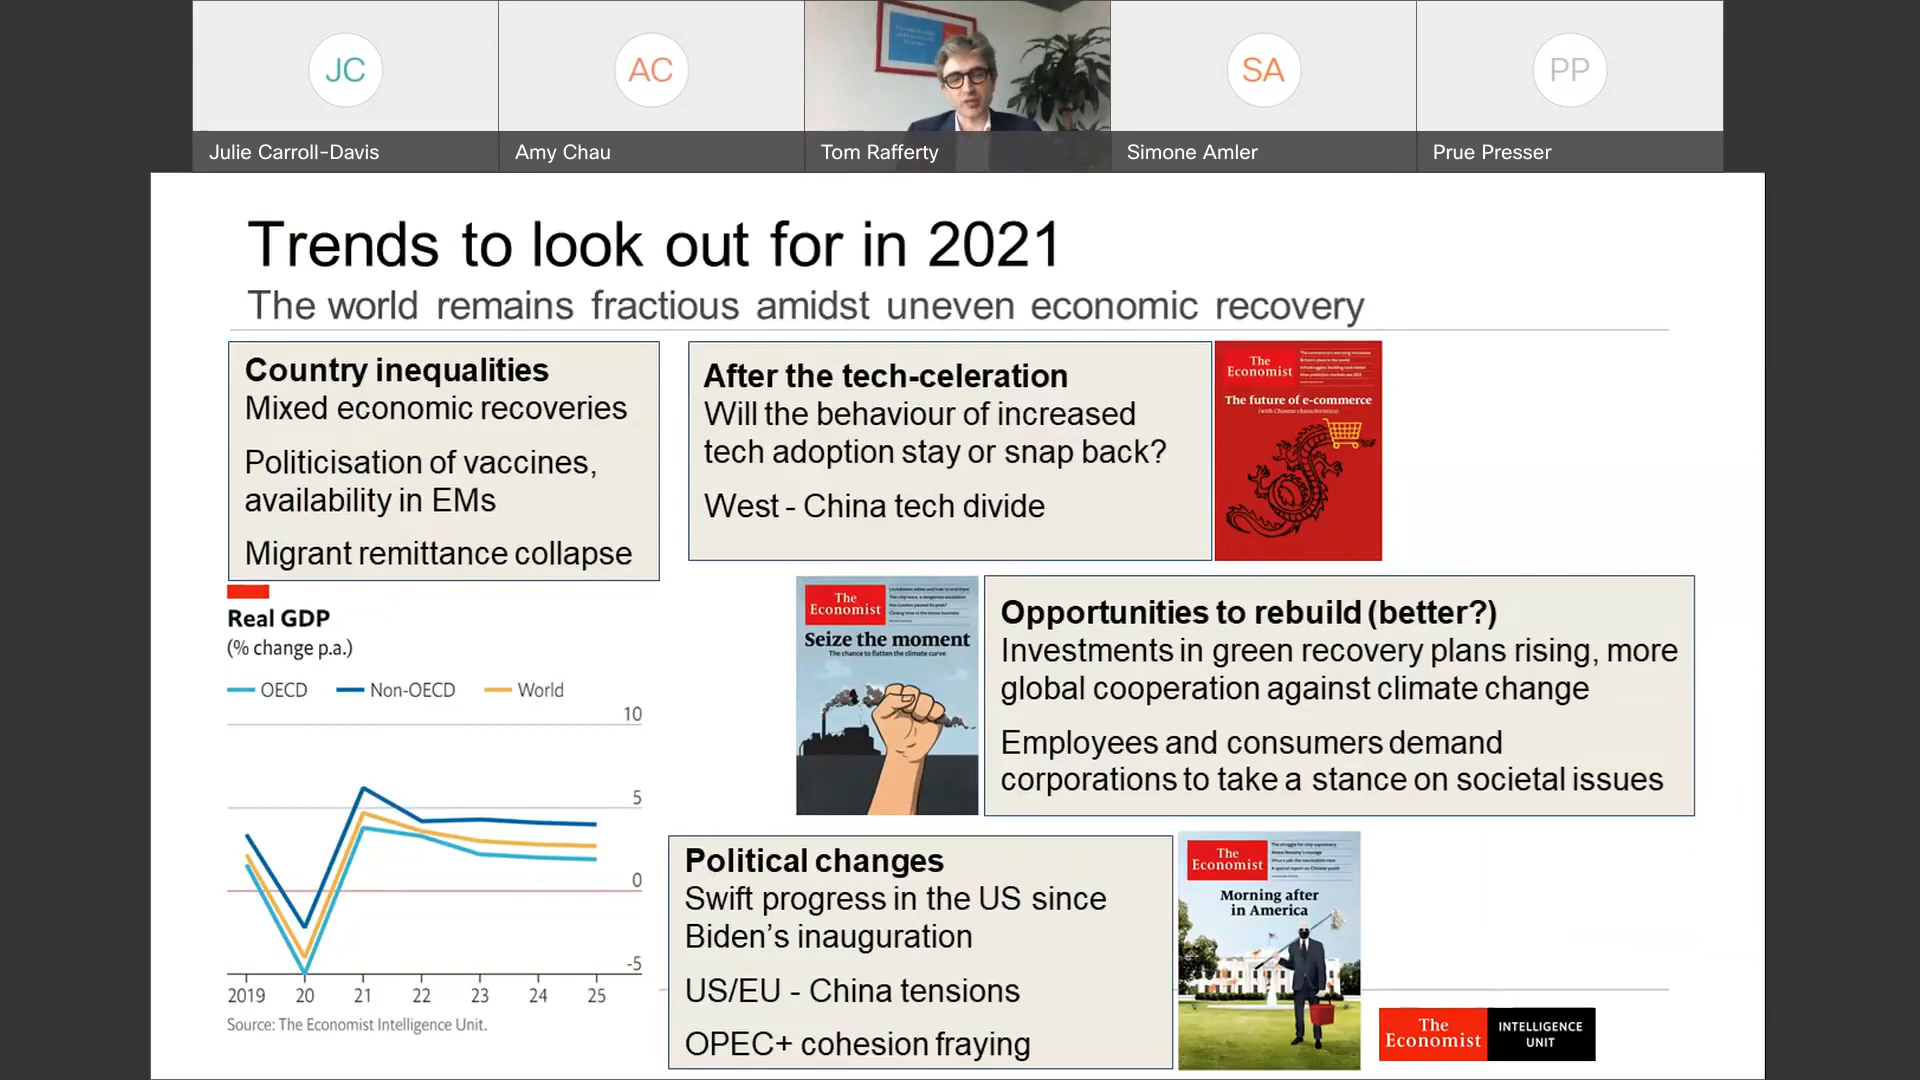 JC
AC
SA
PP
Julie Carroll-Davis
Amy Chau
Tom Rafferty
Simone Amler
Prue Presser
Trends to look out for in 2021
The world remains fractious amidst uneven economic recovery
Country inequalities
Mixed economic recoveries
Politicisation of vaccines,
availability in EMs
Migrant remittance collapse
After the tech-celeration
Will the behaviour of increased
tech adoption stay or snap back?
West - China tech divide
The
Economist
The future of e-commerce
(with Chinese characteristics)
Real GDP
(% change p.a.)
OECD
Non-OECD
World
10
5
0
-5
2019 20 21 22 23 24 25
Source: The Economist Intelligence Unit.
The
Economist
Seize the moment
The chance to flatten the climate curve
Opportunities to rebuild (better?)
Investments in green recovery plans rising, more
global cooperation against climate change
Employees and consumers demand
corporations to take a stance on societal issues
Political changes
Swift progress in the US since
Biden's inauguration
US/EU - China tensions
OPEC+ cohesion fraying
The
Economist
Morning after
in America
The
Economist
INTELLIGENCE
UNIT